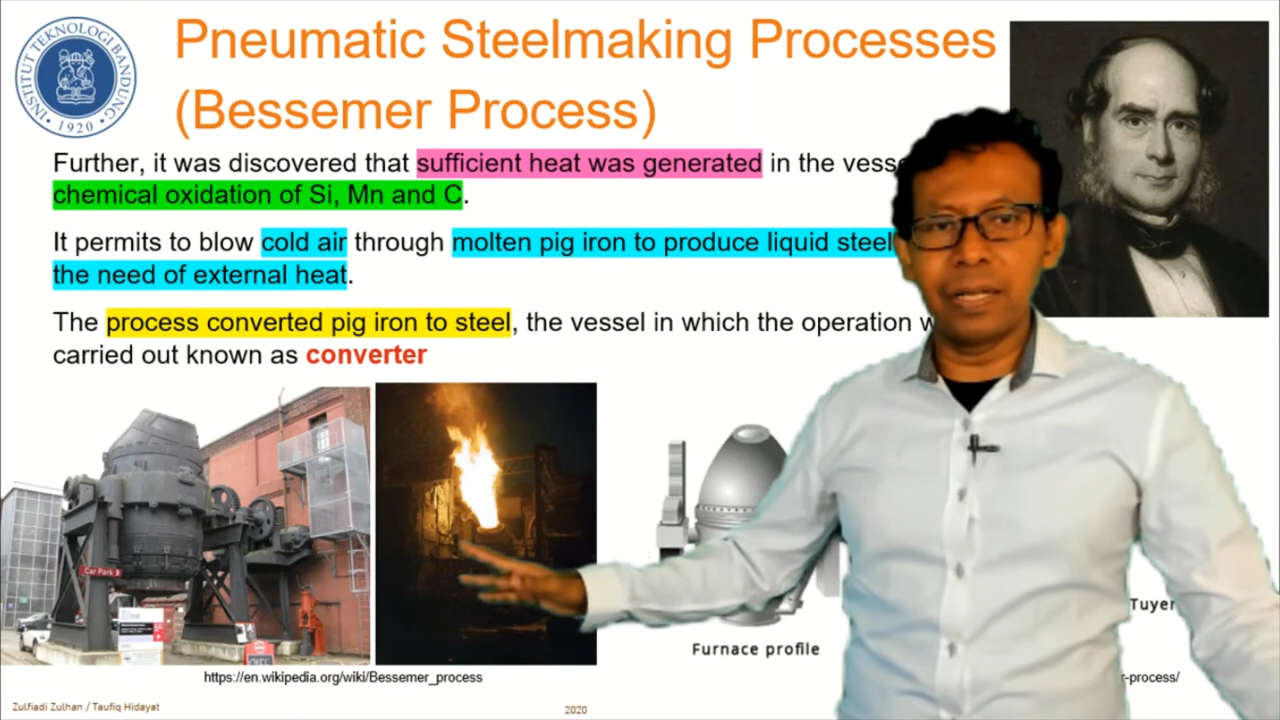 Pneumatic Steelmaking Processes
(Bessemer Process)
INSTITUT TEKNOLOGI BANDUNG
1920
Further, it was discovered that sufficient heat was generated in the
chemical oxidation of Si, Mn and C.
It permits to blow cold air through molten pig iron to produce liquid steel
the need of external heat.
The process converted pig iron to steel, the vessel in which the operation
carried out known as converter
Car Park
Furnace profile
https://en.wikipedia.org/wiki/Bessemer_process
-process/
Zulfiadi Zulhan / Taufiq Hidayat
2020